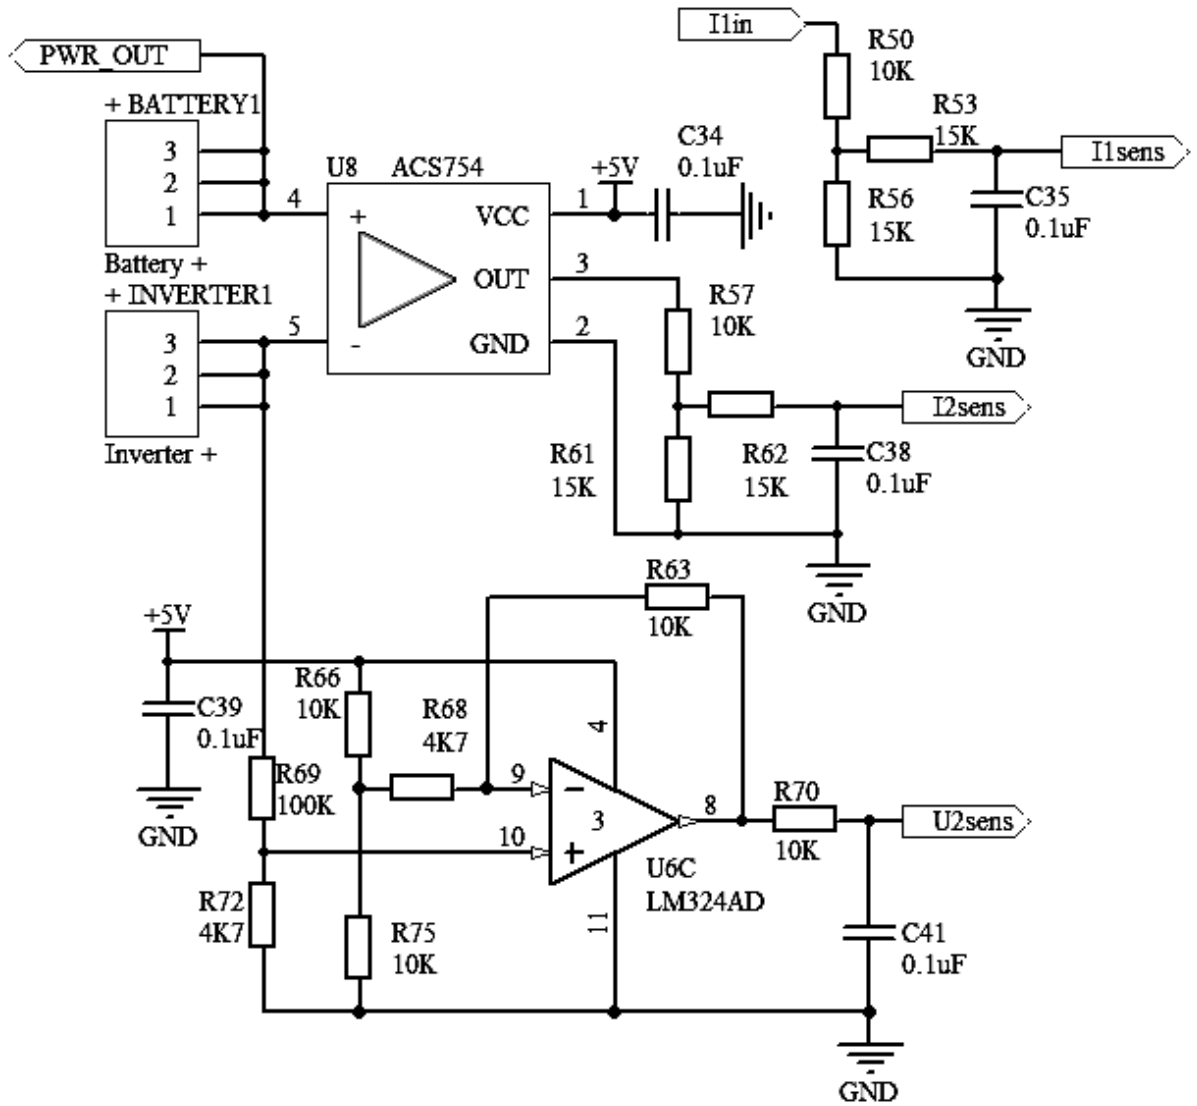 I1in
PWR_OUT
R50
10K
+ BATTERY1
3
2
1
Battery +
R53
15K
I1sens
R56
15K
C35
0.1uF
GND
U8
ACS754
4
+
VCC
1
+5V
C34
0.1uF
OUT
3
5
-
GND
2
+ INVERTER1
3
2
1
Inverter +
R57
10K
I2sens
R61
15K
R62
15K
C38
0.1uF
GND
R63
10K
+5V
C39
0.1uF
GND
R66
10K
R68
4K7
4
R69
100K
9
-
3
8
10
+
R70
10K
U2sens
U6C
LM324AD
R72
4K7
R75
10K
11
C41
0.1uF
GND